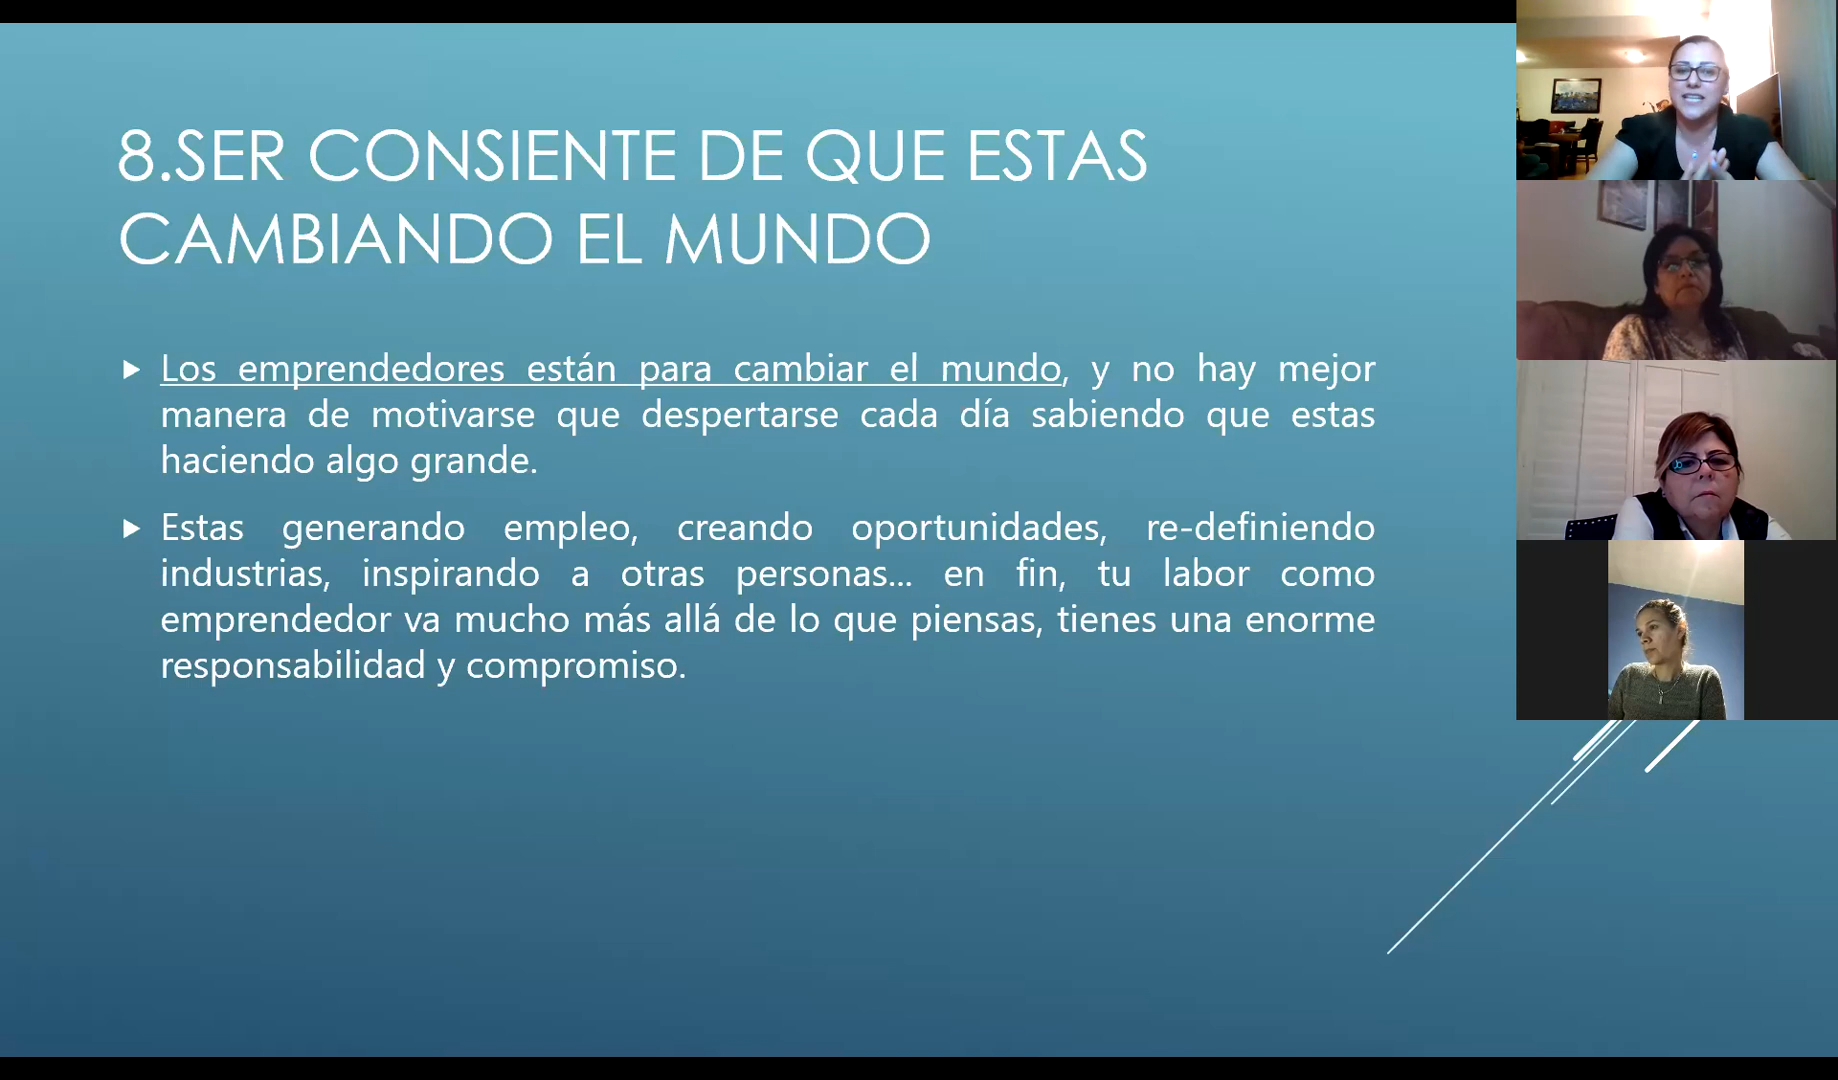 8.SER CONSIENTE DE QUE ESTAS
CAMBIANDO EL MUNDO
Los emprendedores están para cambiar el mundo, y no hay mejor
manera de motivarse que despertarse cada día sabiendo que estas
haciendo algo grande.
Estas generando empleo, creando oportunidades, re-definiendo
industrias, inspirando a otras personas... en fin, tu labor como
emprendedor va mucho más allá de lo que piensas, tienes una enorme
responsabilidad y compromiso.